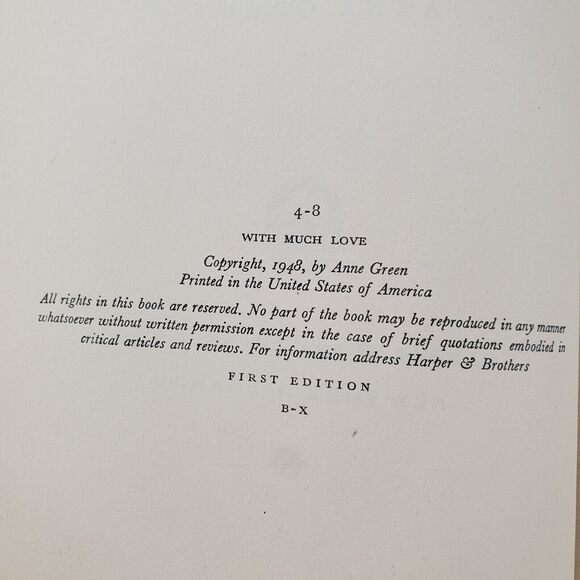 4-8
WITH MUCH LOVE
Copyright, 1948, by Anne Green
Printed in the United States of America
All rights in this book are reserved. No part of the book may be reproduced in any manner
whatsoever without written permission except in the case of brief quotations embodied in
critical articles and reviews. For information address Harper & Brothers
FIRST EDITION
B-X